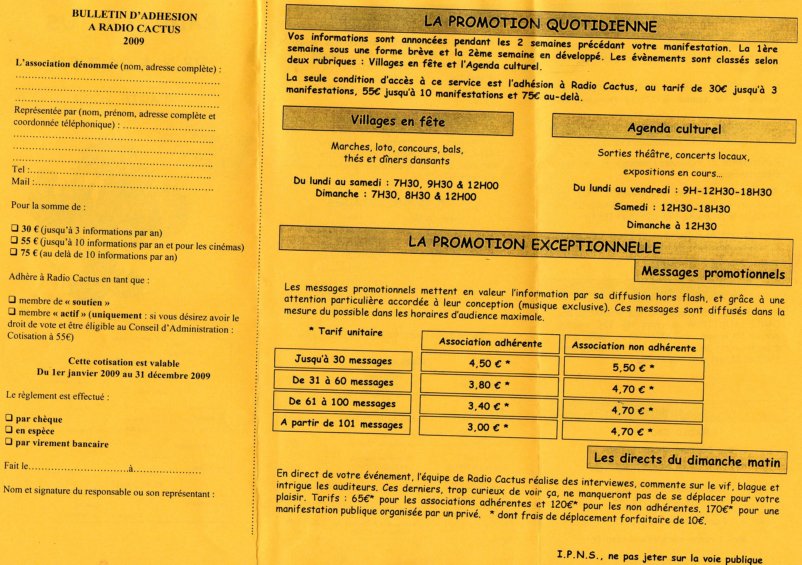 BULLETIN D'ADHESION
A RADIO CACTUS
2009
L'association dénommée (nom, adresse complète) :
Représentée par (nom, prénom, adresse complète et
coordonnée téléphonique) :
Tel :
Mail :
Pour la somme de :
30 € (jusqu'à 3 informations par an)
55 € (jusqu'à 10 informations par an et pour les cinémas)
75 € (au delà de 10 informations par an)
Adhère à Radio Cactus en tant que :
membre de « soutien »
membre « actif » (uniquement : si vous désirez avoir le
droit de vote et être éligible au Conseil d'Administration :
Cotisation à 55€)
Cette cotisation est valable
Du 1er janvier 2009 au 31 décembre 2009
Le règlement est effectué :
par chèque
en espèce
par virement bancaire
Fait le……………………….à…………………
Nom et signature du responsable ou son représentant :
LA PROMOTION QUOTIDIENNE
Vos informations sont annoncées pendant les 2 semaines précédant votre manifestation. La 1ère
semaine sous une forme brève et la 2ème semaine en développé. Les évènements sont classés selon
deux rubriques : Villages en fête et l'Agenda culturel.
La seule condition d'accès à ce service est l'adhésion à Radio Cactus, au tarif de 30€ jusqu'à 3
manifestations, 55€ jusqu'à 10 manifestations et 75€ au-delà.
Villages en fête
Marches, loto, concours, bals,
thés et dîners dansants
Du lundi au samedi : 7H30, 9H30 & 12H00
Dimanche : 7H30, 8H30 & 12H00
Agenda culturel
Sorties théâtre, concerts locaux,
expositions en cours…
Du lundi au vendredi : 9H-12H30-18H30
Samedi : 12H30-18H30
Dimanche à 12H30
LA PROMOTION EXCEPTIONNELLE
Messages promotionnels
Les messages promotionnels mettent en valeur l'information par sa diffusion hors flash, et grâce à une
attention particulière accordée à leur conception (musique exclusive). Ces messages sont diffusés dans la
mesure du possible dans les horaires d'audience maximale.
* Tarif unitaire
Association adhérente Association non adhérente
Jusqu'à 30 messages 4,50 € * 5,50 € *
De 31 à 60 messages 3,80 € * 4,70 € *
De 61 à 100 messages 3,40 € * 4,70 € *
A partir de 101 messages 3,00 € * 4,70 € *
Les directs du dimanche matin
En direct de votre événement, l'équipe de Radio Cactus réalise des interviewes, commente sur le vif, blague et
intrigue les auditeurs. Ces derniers, trop curieux de voir ça, ne manqueront pas de se déplacer pour votre
plaisir. Tarifs : 65€* pour les associations adhérentes et 120€* pour les non adhérentes. 170€* pour une
manifestation publique organisée par un privé. * dont frais de déplacement forfaitaire de 10€.
I.P.N.S., ne pas jeter sur la voie publique